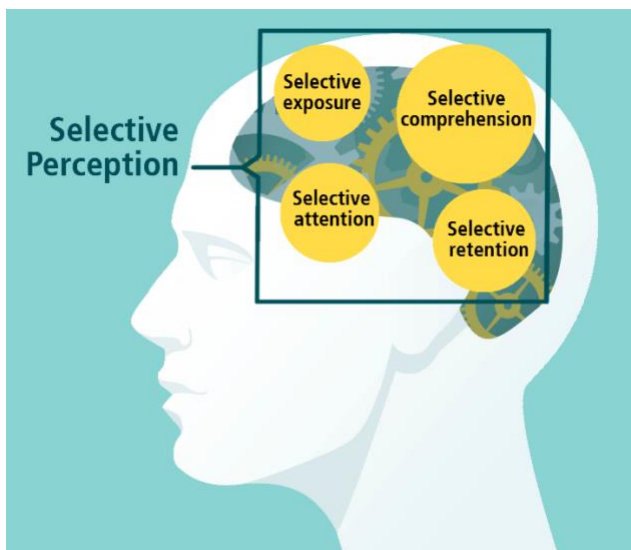 Selective
Perception
Selective
exposure
Selective
comprehension
Selective
attention
Selective
retention